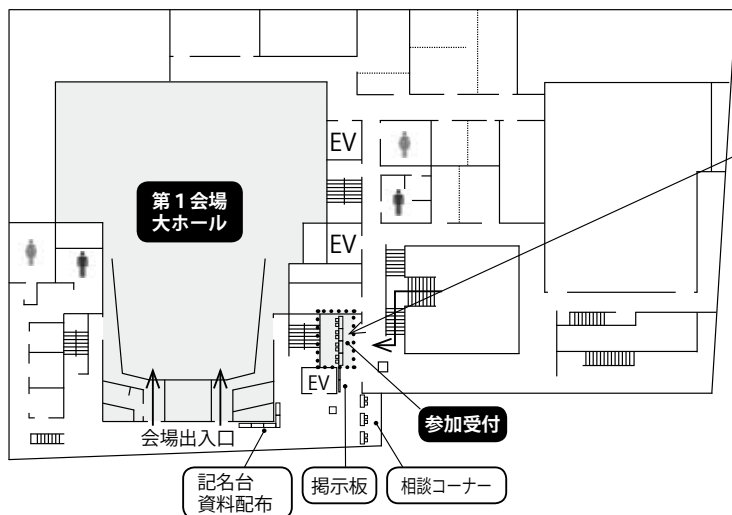 EV
第1会場
大ホール
EV
EV
参加受付
会場出入口
記名台
資料配布
掲示板
相談コーナー